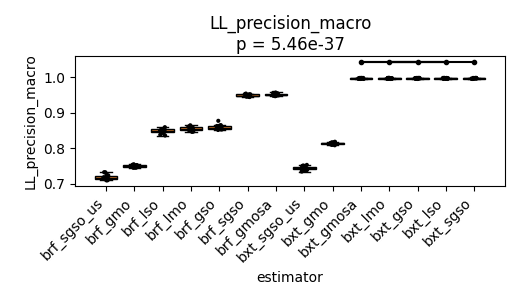 LL_precision_macro
p = 5.46e-37
LL_precision_macro
1.0
0.9
0.8
0.7
brf_sgso_us
brf_gmo
brf_lso
brf_lmo
brf_gso
brf_sgso
brf_gmosa
bxt_sgso_us
bxt_gmo
bxt_gmosa
bxt_lmo
bxt_gso
bxt_lso
bxt_sgso
estimator